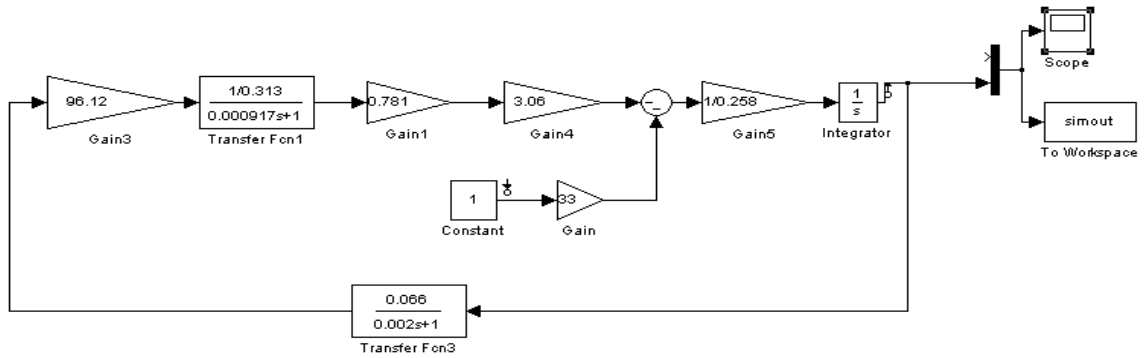 Scope
96.12
1/0.313
0.000917s+1
0.781
3.06
1/0.258
1
s
simout
Gain3
Transfer Fcn1
Gain1
Gain4
Gain5
Integrator
To Workspace
1
33
Constant
Gain
0.066
0.002s+1
Transfer Fcn3